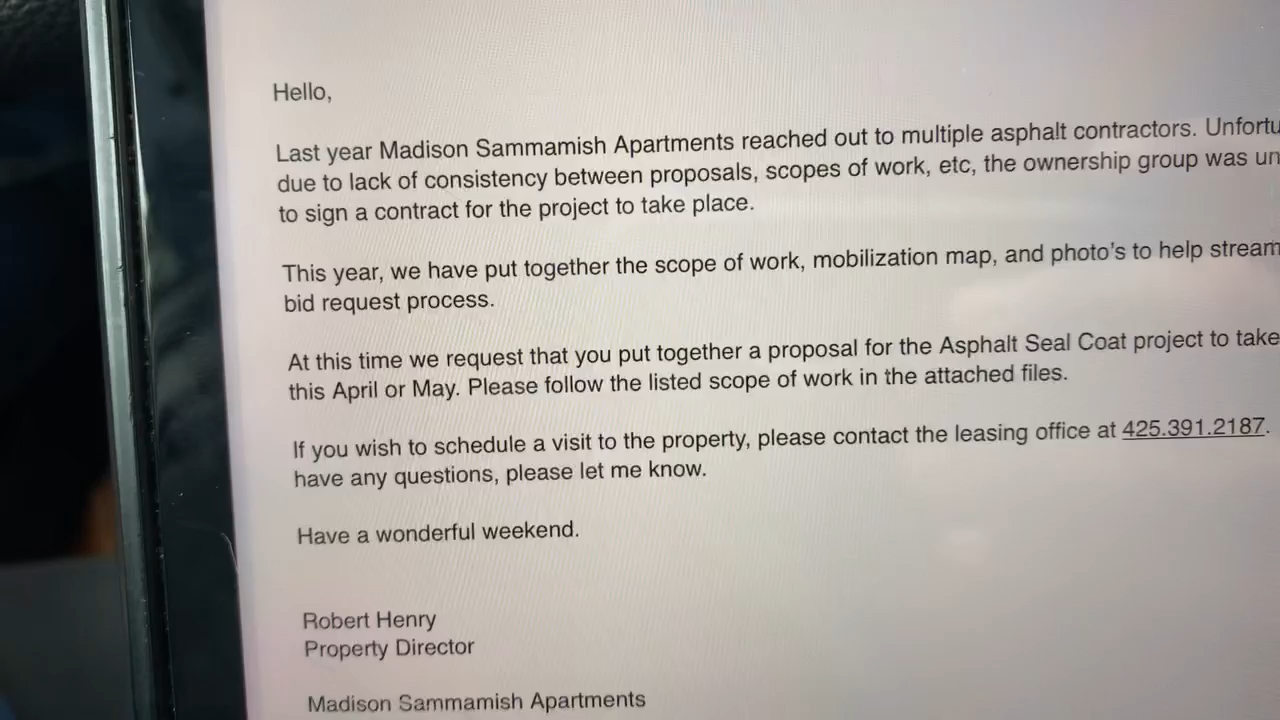 Hello,
Last year Madison Sammamish Apartments reached out to multiple asphalt contractors. Unfortu
due to lack of consistency between proposals, scopes of work, etc, the ownership group was un
to sign a contract for the project to take place.
This year, we have put together the scope of work, mobilization map, and photo's to help stream
bid request process.
At this time we request that you put together a proposal for the Asphalt Seal Coat project to take
this April or May. Please follow the listed scope of work in the attached files.
If you wish to schedule a visit to the property, please contact the leasing office at 425.391.2187.
have any questions, please let me know.
Have a wonderful weekend.
Robert Henry
Property Director
Madison Sammamish Apartments